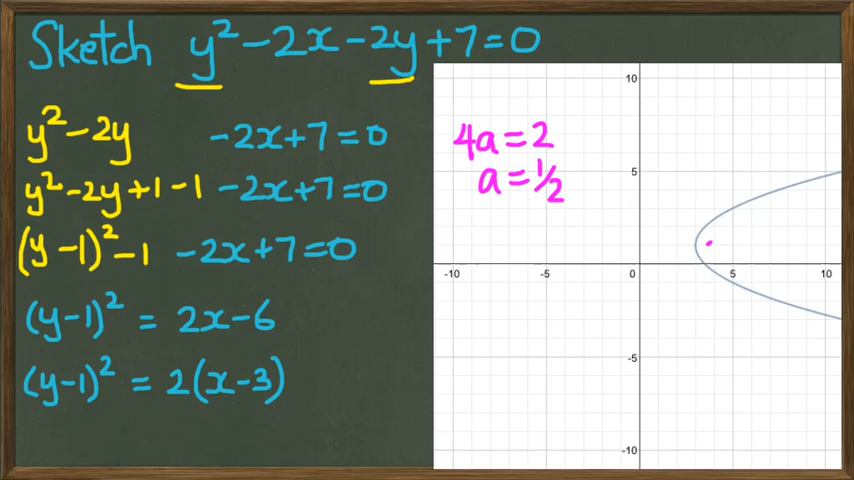 Sketch y² - 2x - 2y + 7 = 0
y² - 2y - 2x + 7 = 0
y² - 2y + 1 - 1 - 2x + 7 = 0
(y - 1)² - 1 - 2x + 7 = 0
(y - 1)² = 2x - 6
(y - 1)² = 2(x - 3)
4a = 2
a = 1/2
10
5
-10 -5 0 5 10
-5
-10